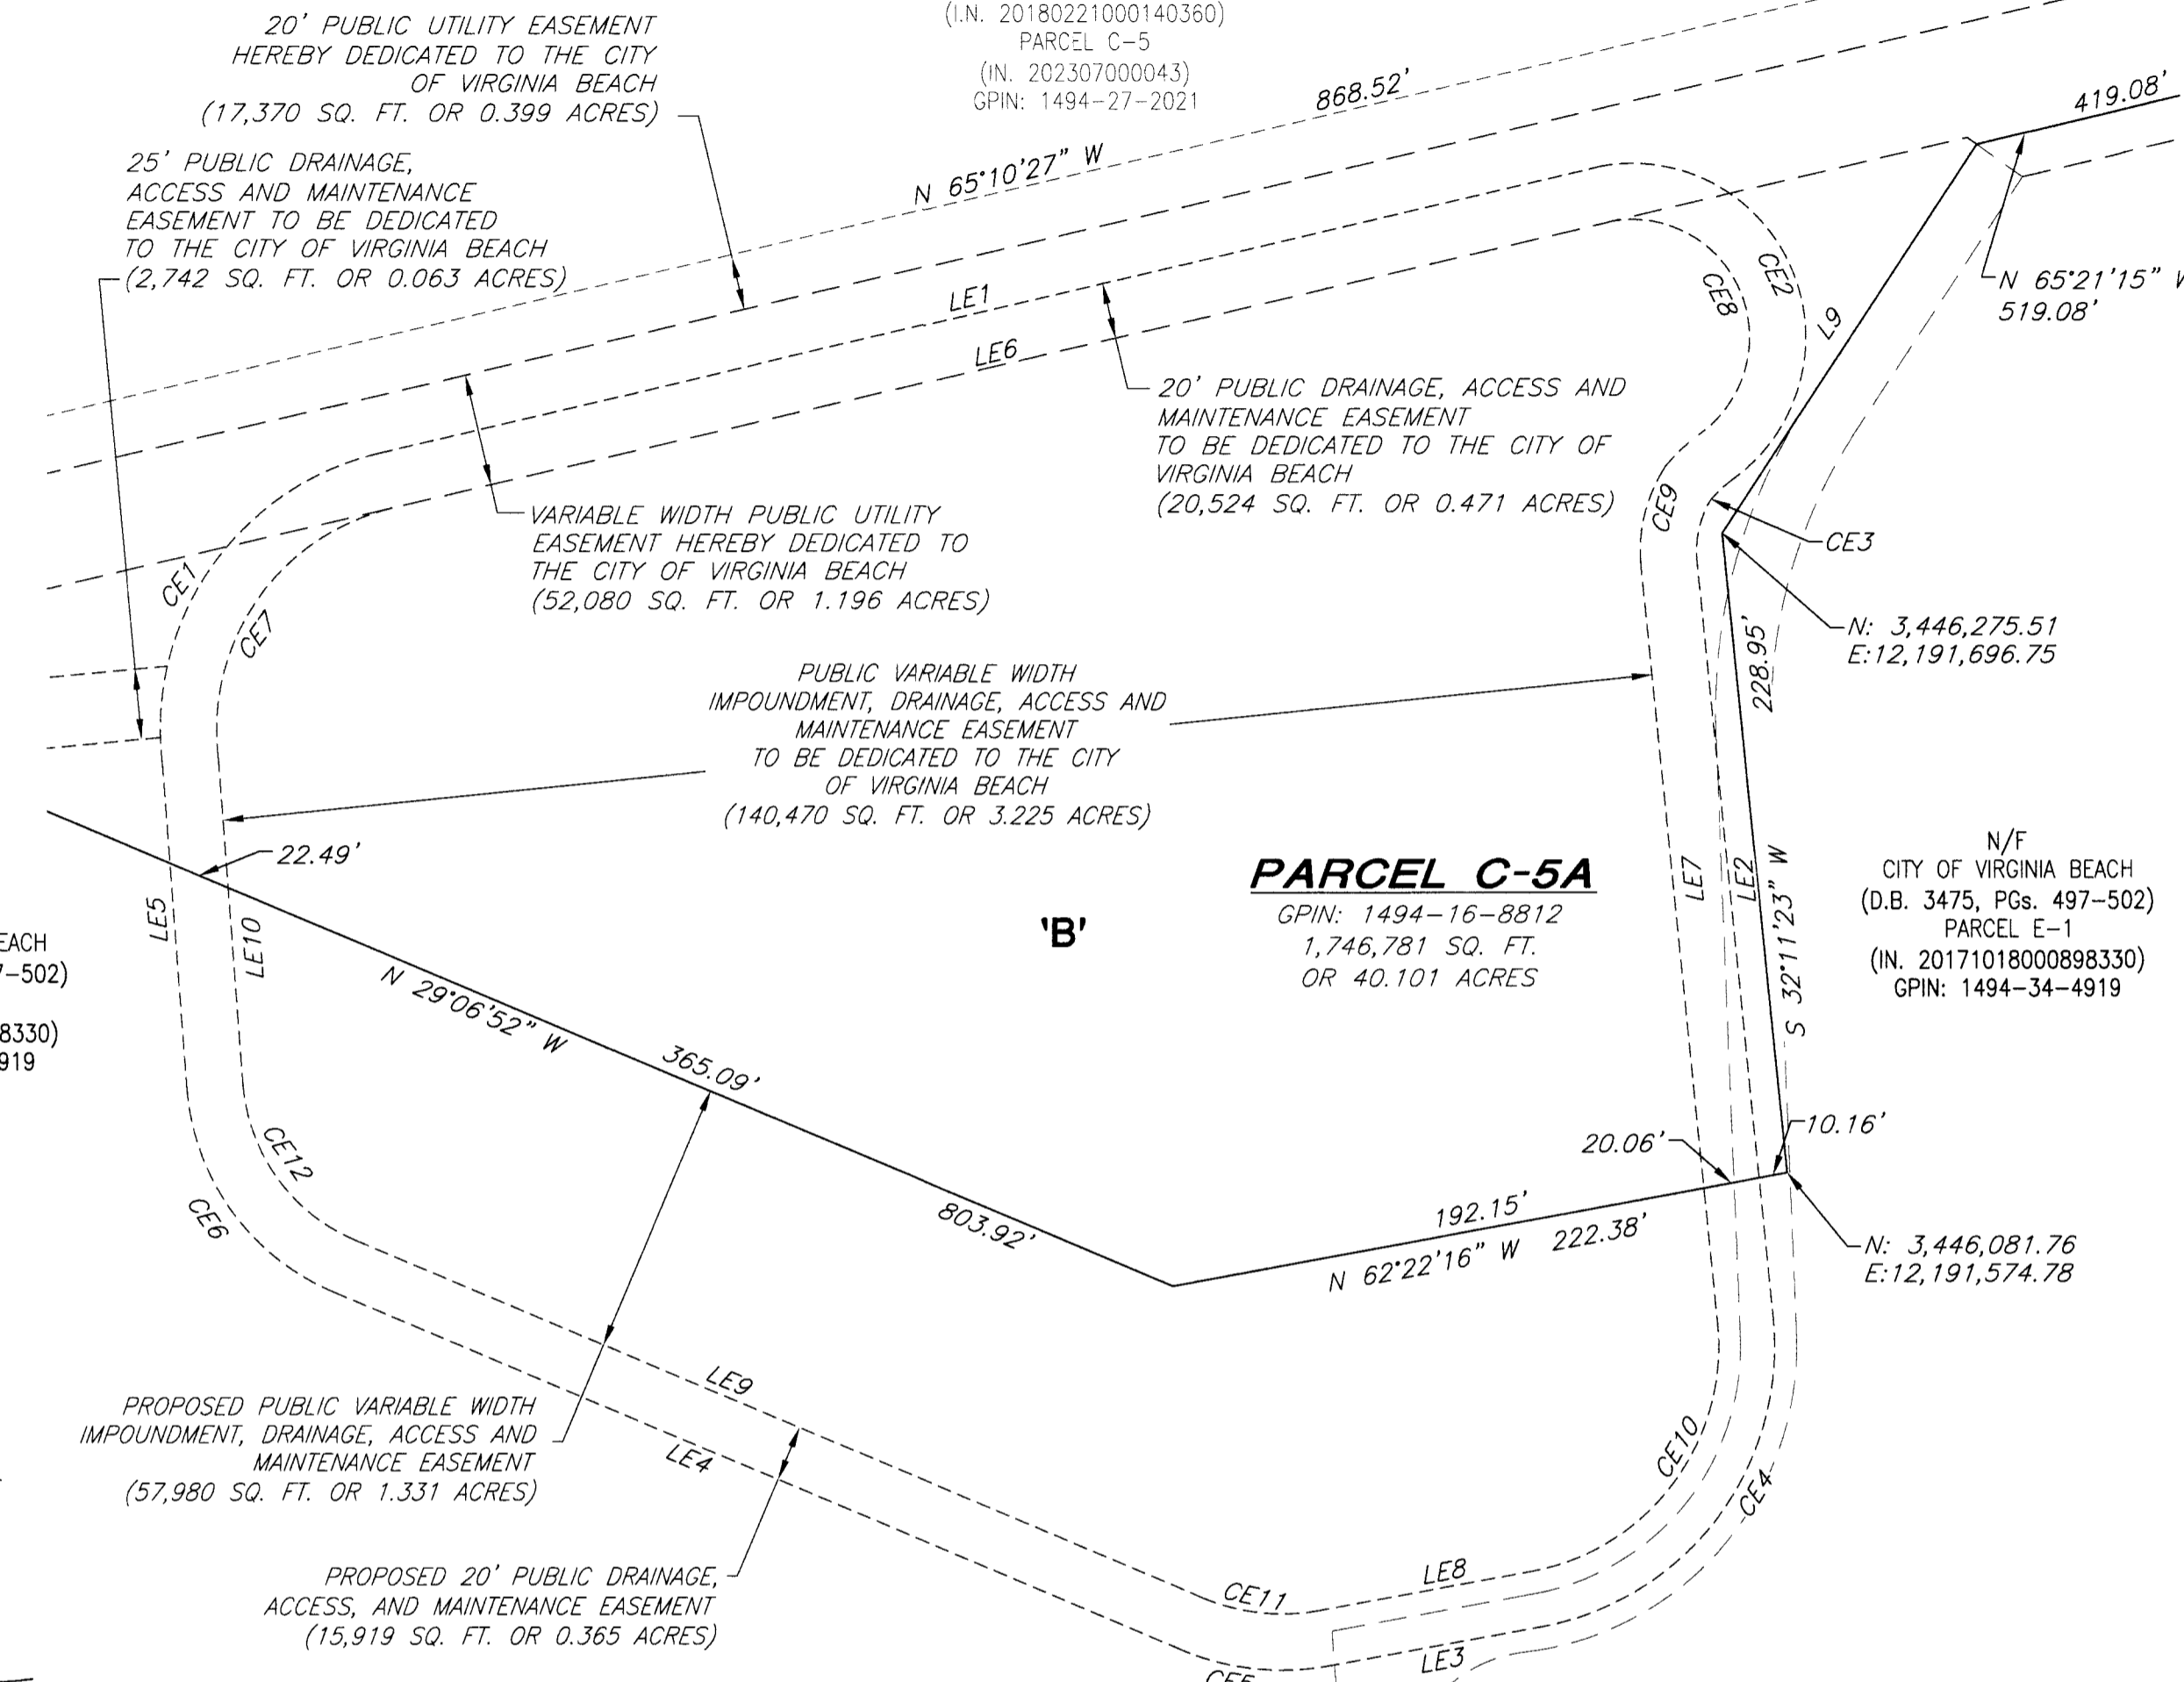 (I.N. 20180221000140360)
PARCEL C-5
(IN. 202307000043)
GPIN: 1494-27-2021
20' PUBLIC UTILITY EASEMENT
HEREBY DEDICATED TO THE CITY
OF VIRGINIA BEACH
(17,370 SQ. FT. OR 0.399 ACRES)
25' PUBLIC DRAINAGE,
ACCESS AND MAINTENANCE
EASEMENT TO BE DEDICATED
TO THE CITY OF VIRGINIA BEACH
(2,742 SQ. FT. OR 0.063 ACRES)
N 65°10'27" W
868.52'
419.08'
N 65°21'15" W
519.08'
LE1
LE6
CE2
CE8
L9
20' PUBLIC DRAINAGE, ACCESS AND
MAINTENANCE EASEMENT
TO BE DEDICATED TO THE CITY OF
VIRGINIA BEACH
(20,524 SQ. FT. OR 0.471 ACRES)
CE9
CE3
VARIABLE WIDTH PUBLIC UTILITY
EASEMENT HEREBY DEDICATED TO
THE CITY OF VIRGINIA BEACH
(52,080 SQ. FT. OR 1.196 ACRES)
CE1
CE7
N: 3,446,275.51
E:12,191,696.75
228.95'
PUBLIC VARIABLE WIDTH
IMPOUNDMENT, DRAINAGE, ACCESS AND
MAINTENANCE EASEMENT
TO BE DEDICATED TO THE CITY
OF VIRGINIA BEACH
(140,470 SQ. FT. OR 3.225 ACRES)
22.49'
PARCEL C-5A
GPIN: 1494-16-8812
1,746,781 SQ. FT.
OR 40.101 ACRES
'B'
LE7
LE2
S 32°11'23" W
N/F
CITY OF VIRGINIA BEACH
(D.B. 3475, PGs. 497-502)
PARCEL E-1
(IN. 20171018000898330)
GPIN: 1494-34-4919
EACH
7-502)
8330)
919
LE5
LE10
N 29°06'52" W
365.09'
803.92'
CE12
CE6
20.06'
10.16'
192.15'
N 62°22'16" W 222.38'
N: 3,446,081.76
E:12,191,574.78
PROPOSED PUBLIC VARIABLE WIDTH
IMPOUNDMENT, DRAINAGE, ACCESS AND
MAINTENANCE EASEMENT
(57,980 SQ. FT. OR 1.331 ACRES)
LE9
LE4
CE10
CE4
PROPOSED 20' PUBLIC DRAINAGE,
ACCESS, AND MAINTENANCE EASEMENT
(15,919 SQ. FT. OR 0.365 ACRES)
CE11
LE8
LE3
CE5